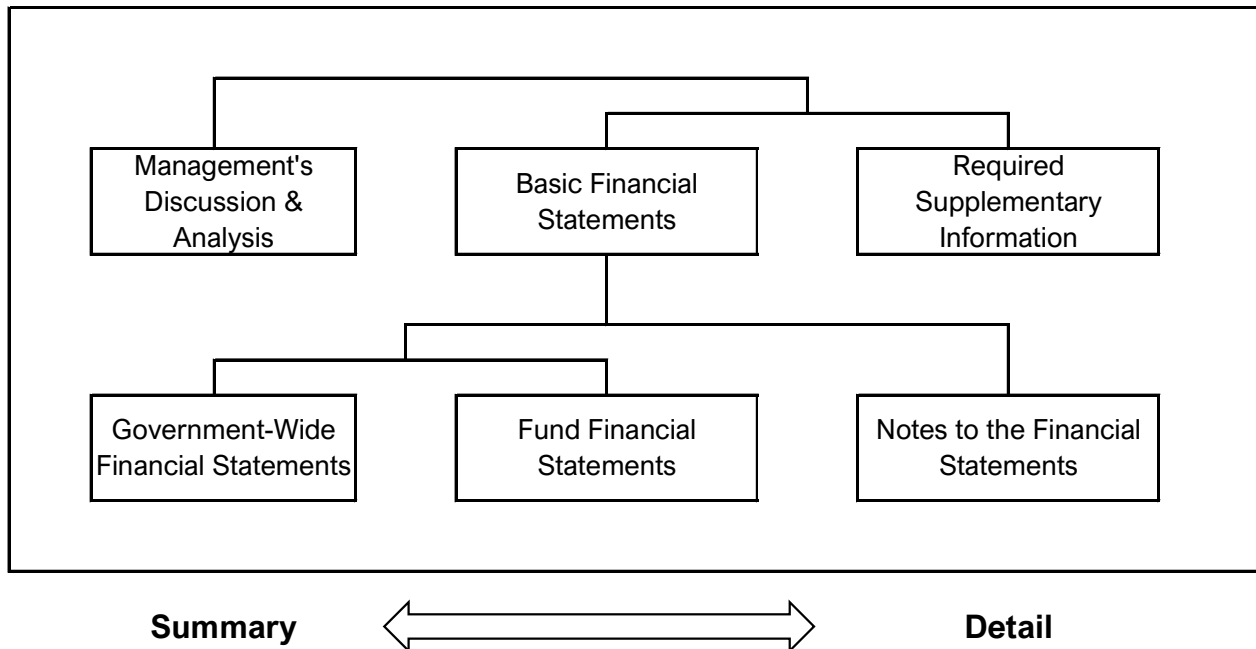 Management's
Discussion &
Analysis
Basic Financial
Statements
Required
Supplementary
Information
Government-Wide
Financial Statements
Fund Financial
Statements
Notes to the Financial
Statements
Summary
Detail